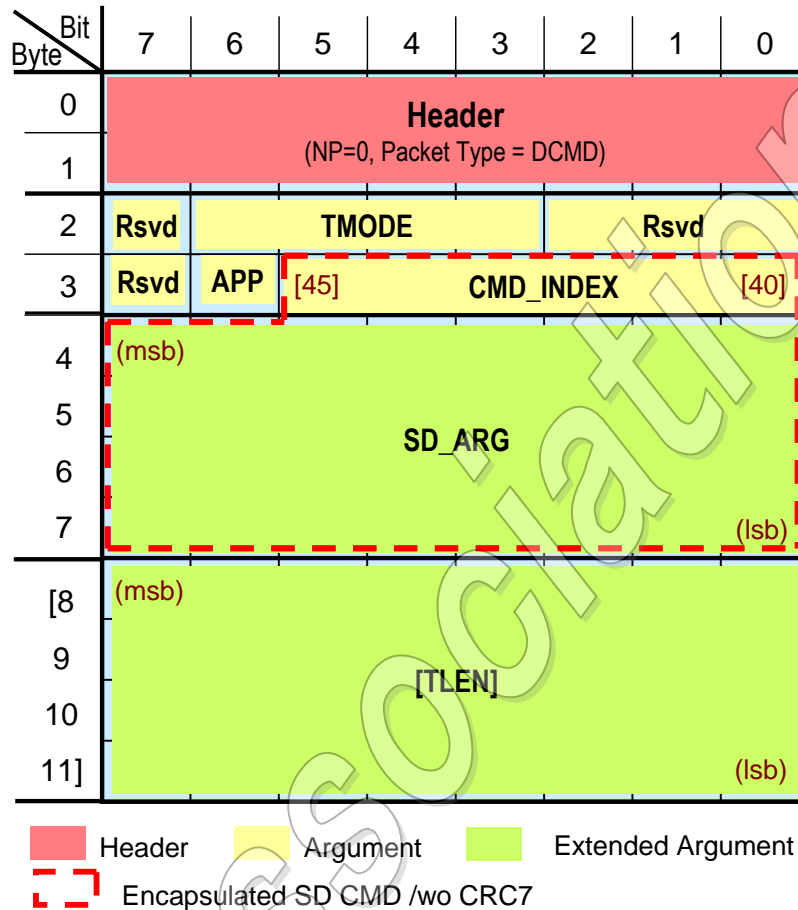 Bit
Byte 7 6 5 4 3 2 1 0
0
Header
(NP=0, Packet Type = DCMD)
1
2 Rsvd TMODE Rsvd
3 Rsvd APP [45] CMD_INDEX [40]
(msb)
4
5
SD_ARG
6
7 (lsb)
(msb)
[8
9
[TLEN]
10
11] (lsb)
Header Argument Extended Argument
Encapsulated SD CMD /wo CRC7